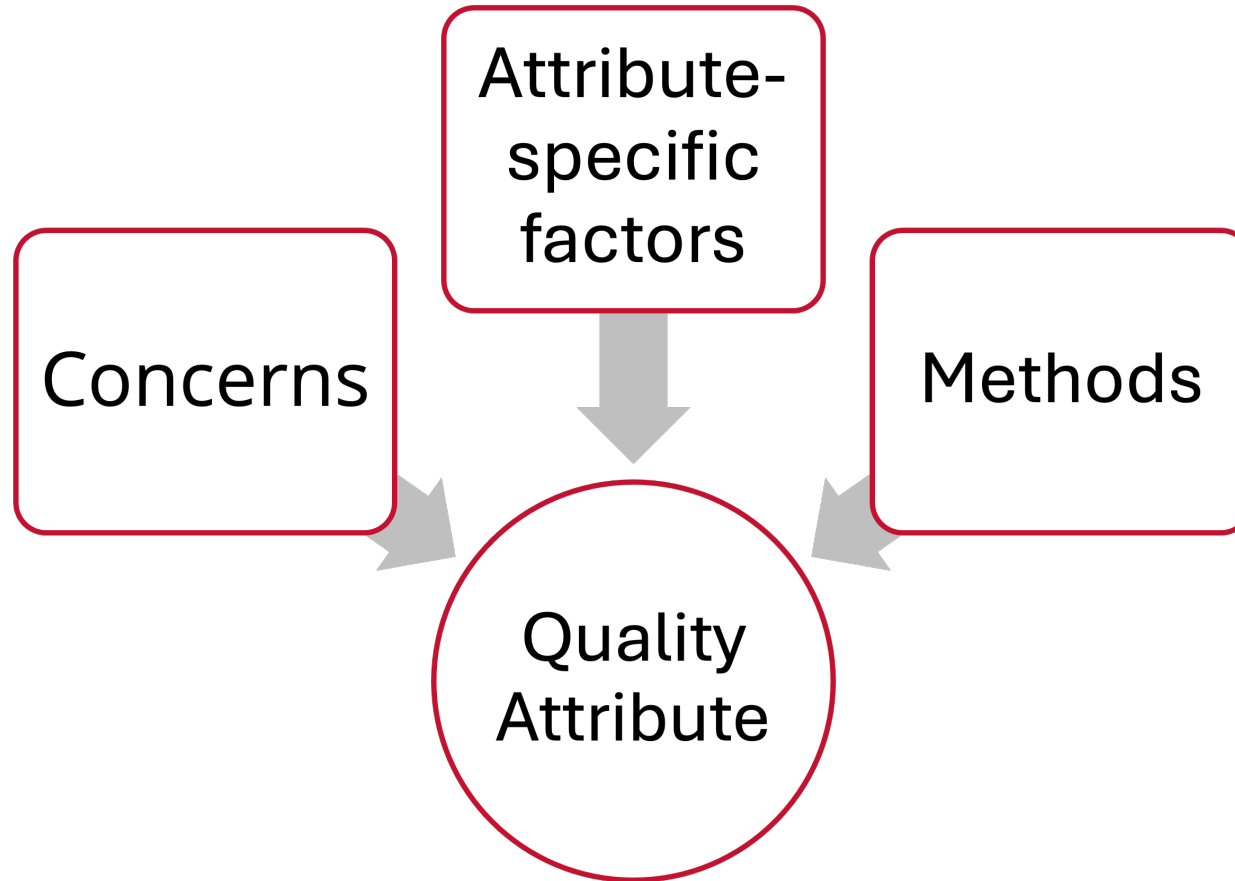 Attribute-
specific
factors
Concerns
Methods
Quality
Attribute